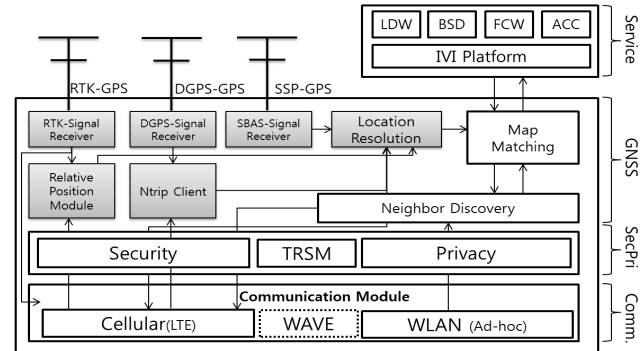 LDW
BSD
FCW
ACC
IVI Platform
Service
RTK-GPS
DGPS-GPS
SSP-GPS
RTK-Signal
Receiver
DGPS-Signal
Receiver
SBAS-Signal
Receiver
Location
Resolution
Map
Matching
GNSS
Relative
Position
Module
Ntrip Client
Neighbor Discovery
Security
TRSM
Privacy
SecPri
Communication Module
Cellular(LTE)
WAVE
WLAN (Ad-hoc)
Comm.